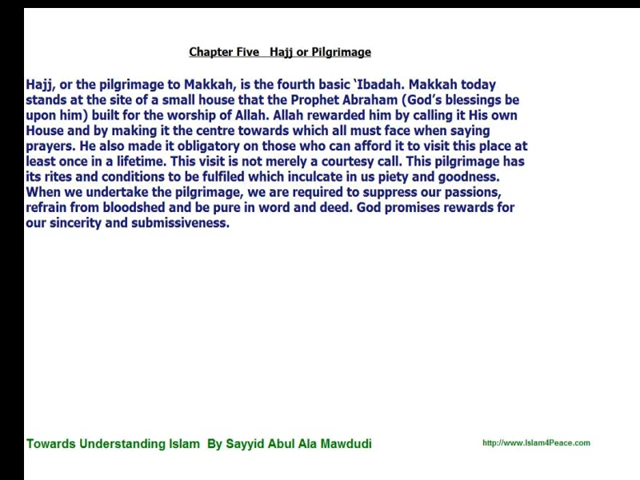 Chapter Five   Hajj or Pilgrimage
Hajj, or the pilgrimage to Makkah, is the fourth basic ‘Ibadah. Makkah today
stands at the site of a small house that the Prophet Abraham (God’s blessings be
upon him) built for the worship of Allah. Allah rewarded him by calling it His own
House and by making it the centre towards which all must face when saying
prayers. He also made it obligatory on those who can afford it to visit this place at
least once in a lifetime. This visit is not merely a courtesy call. This pilgrimage has
its rites and conditions to be fulfiled which inculcate in us piety and goodness.
When we undertake the pilgrimage, we are required to suppress our passions,
refrain from bloodshed and be pure in word and deed. God promises rewards for
our sincerity and submissiveness.
Towards Understanding Islam  By Sayyid Abul Ala Mawdudi
http://www.Islam4Peace.com